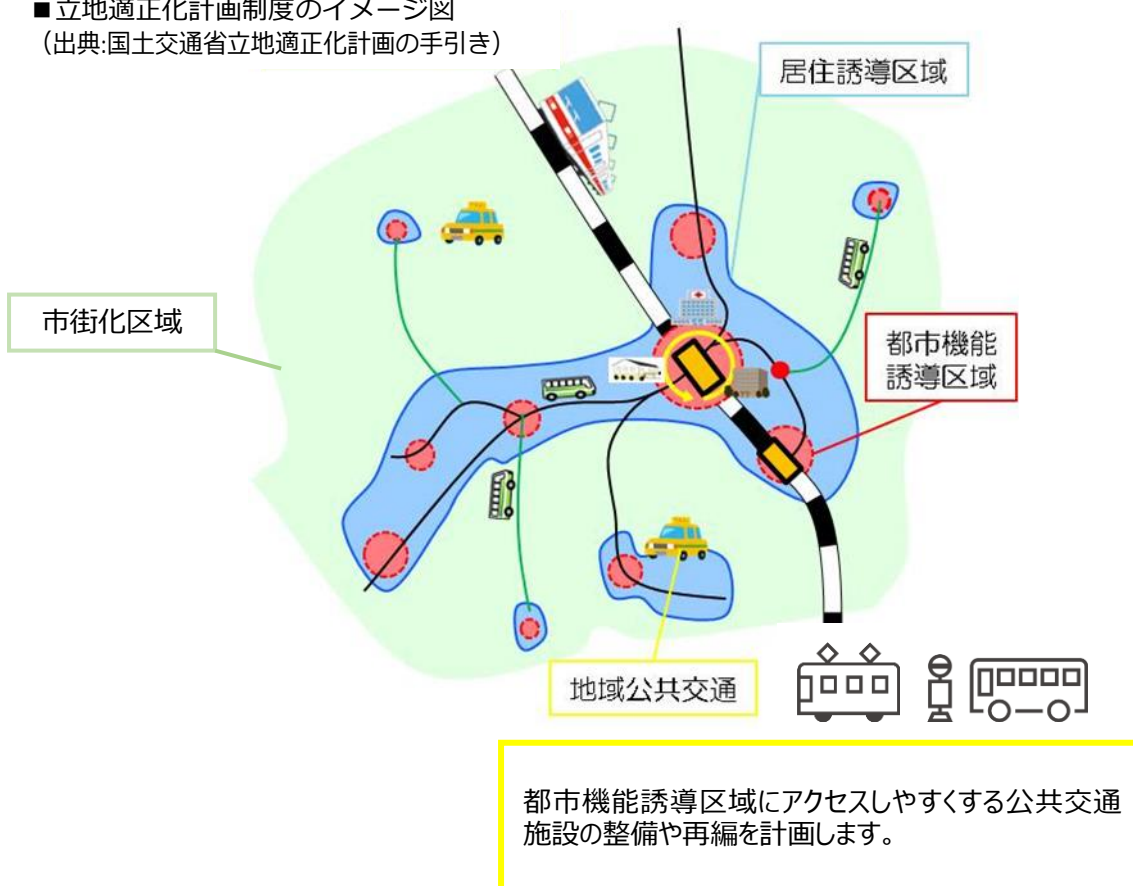 ■立地適正化計画制度のイメージ図
（出典:国土交通省立地適正化計画の手引き）
居住誘導区域
市街化区域
都市機能
誘導区域
地域公共交通
都市機能誘導区域にアクセスしやすくする公共交通
施設の整備や再編を計画します。